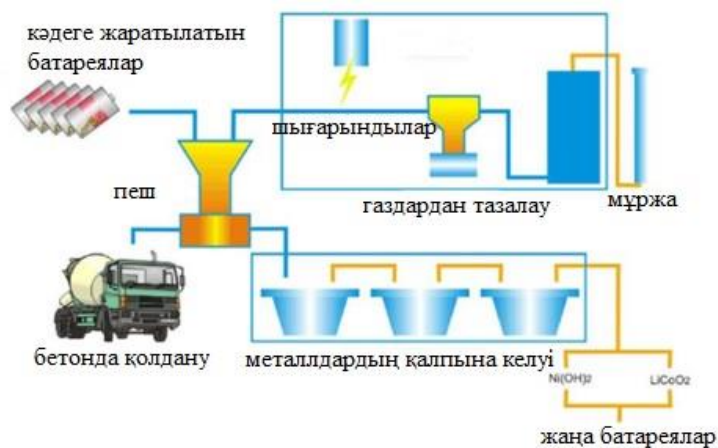 кәдеге жаратылатын
батареялар
шығарындылар
пеш
газдардан тазалау
мұржа
бетонда қолдану
металлдардың қалпына келуі
Ni(OH)2
LiCoO2
жаңа батареялар